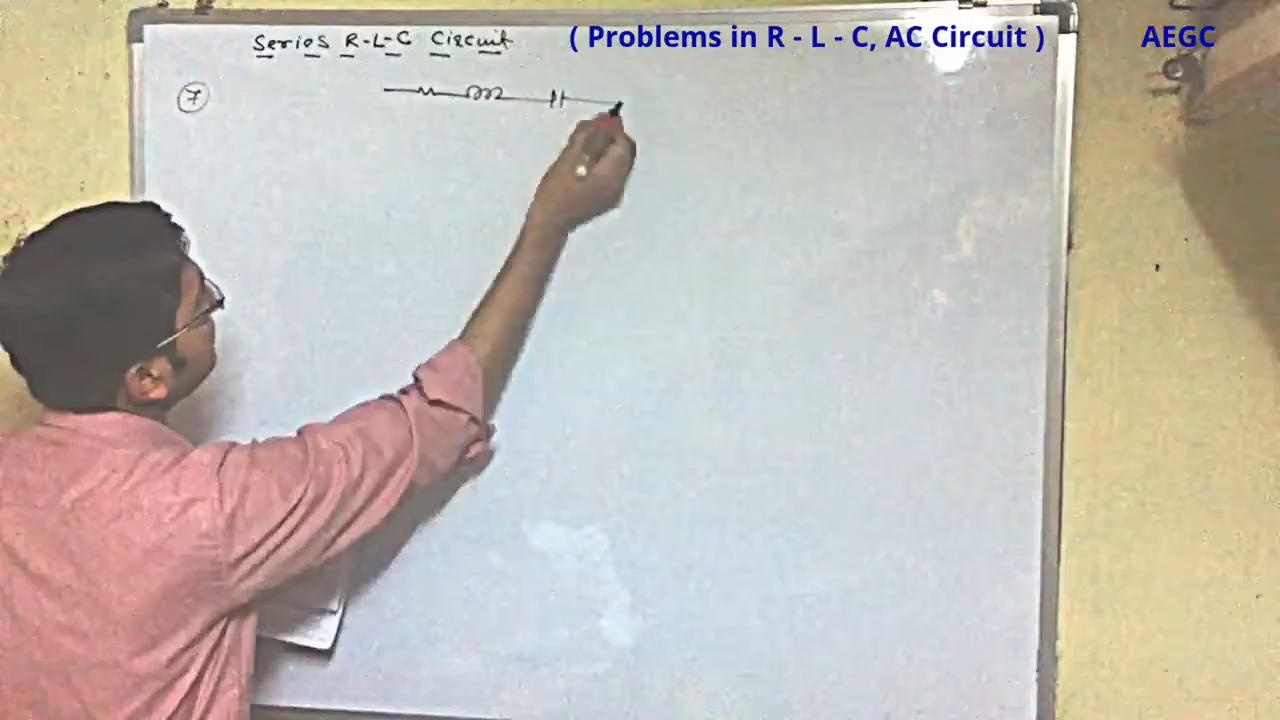 Series R-L-C Circuit
( Problems in R - L - C, AC Circuit )
AEGC
7